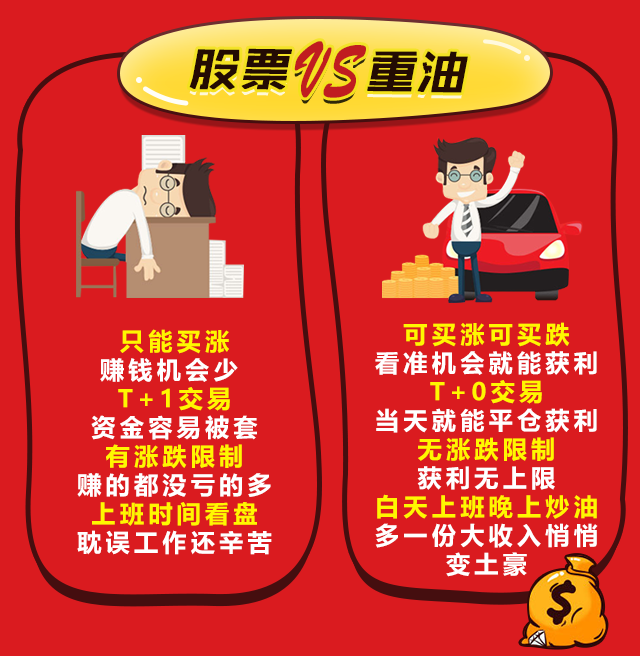 股票VS重油
只能买涨
赚钱机会少
T+1交易
资金容易被套
有涨跌限制
赚的都没亏的多
上班时间看盘
耽误工作还辛苦
可买涨可买跌
看准机会就能获利
T+0交易
当天就能平仓获利
无涨跌限制
获利无上限
白天上班晚上炒油
多一份大收入悄悄
变土豪
$